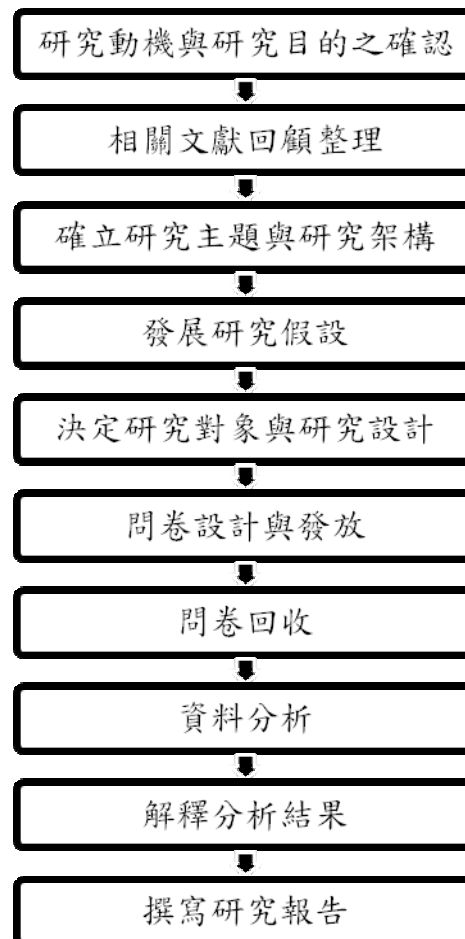 研究動機與研究目的之確認
相關文獻回顧整理
確立研究主題與研究架構
發展研究假設
決定研究對象與研究設計
問卷設計與發放
問卷回收
資料分析
解釋分析結果
撰寫研究報告